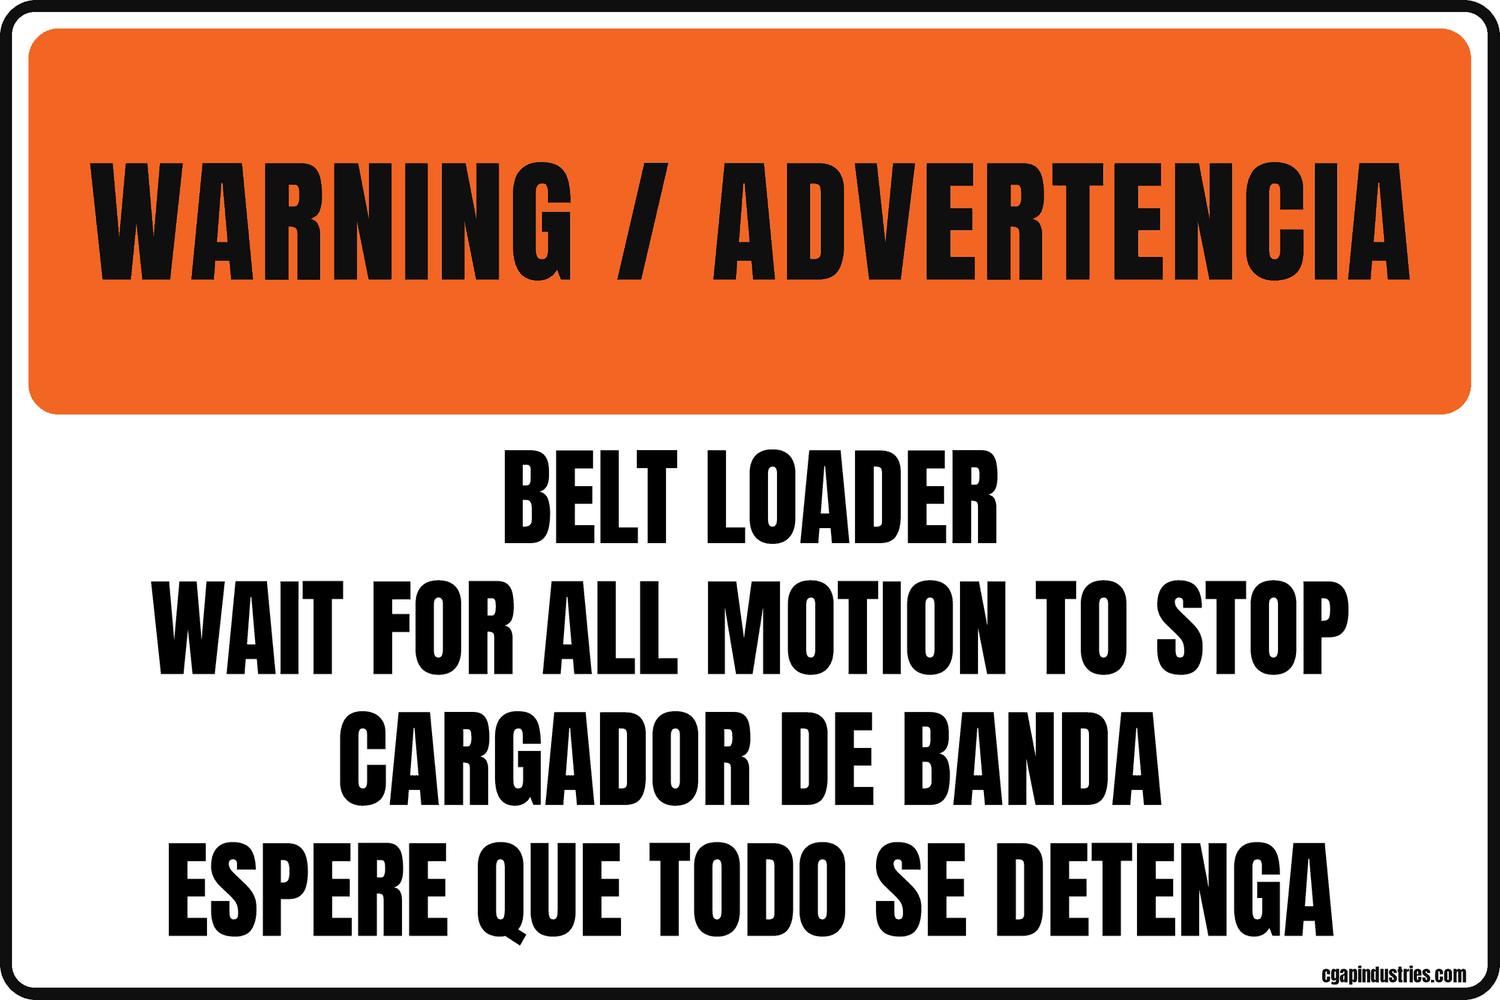 WARNING / ADVERTENCIA
BELT LOADER
WAIT FOR ALL MOTION TO STOP
CARGADOR DE BANDA
ESPERE QUE TODO SE DETENGA
cgapindustries.com